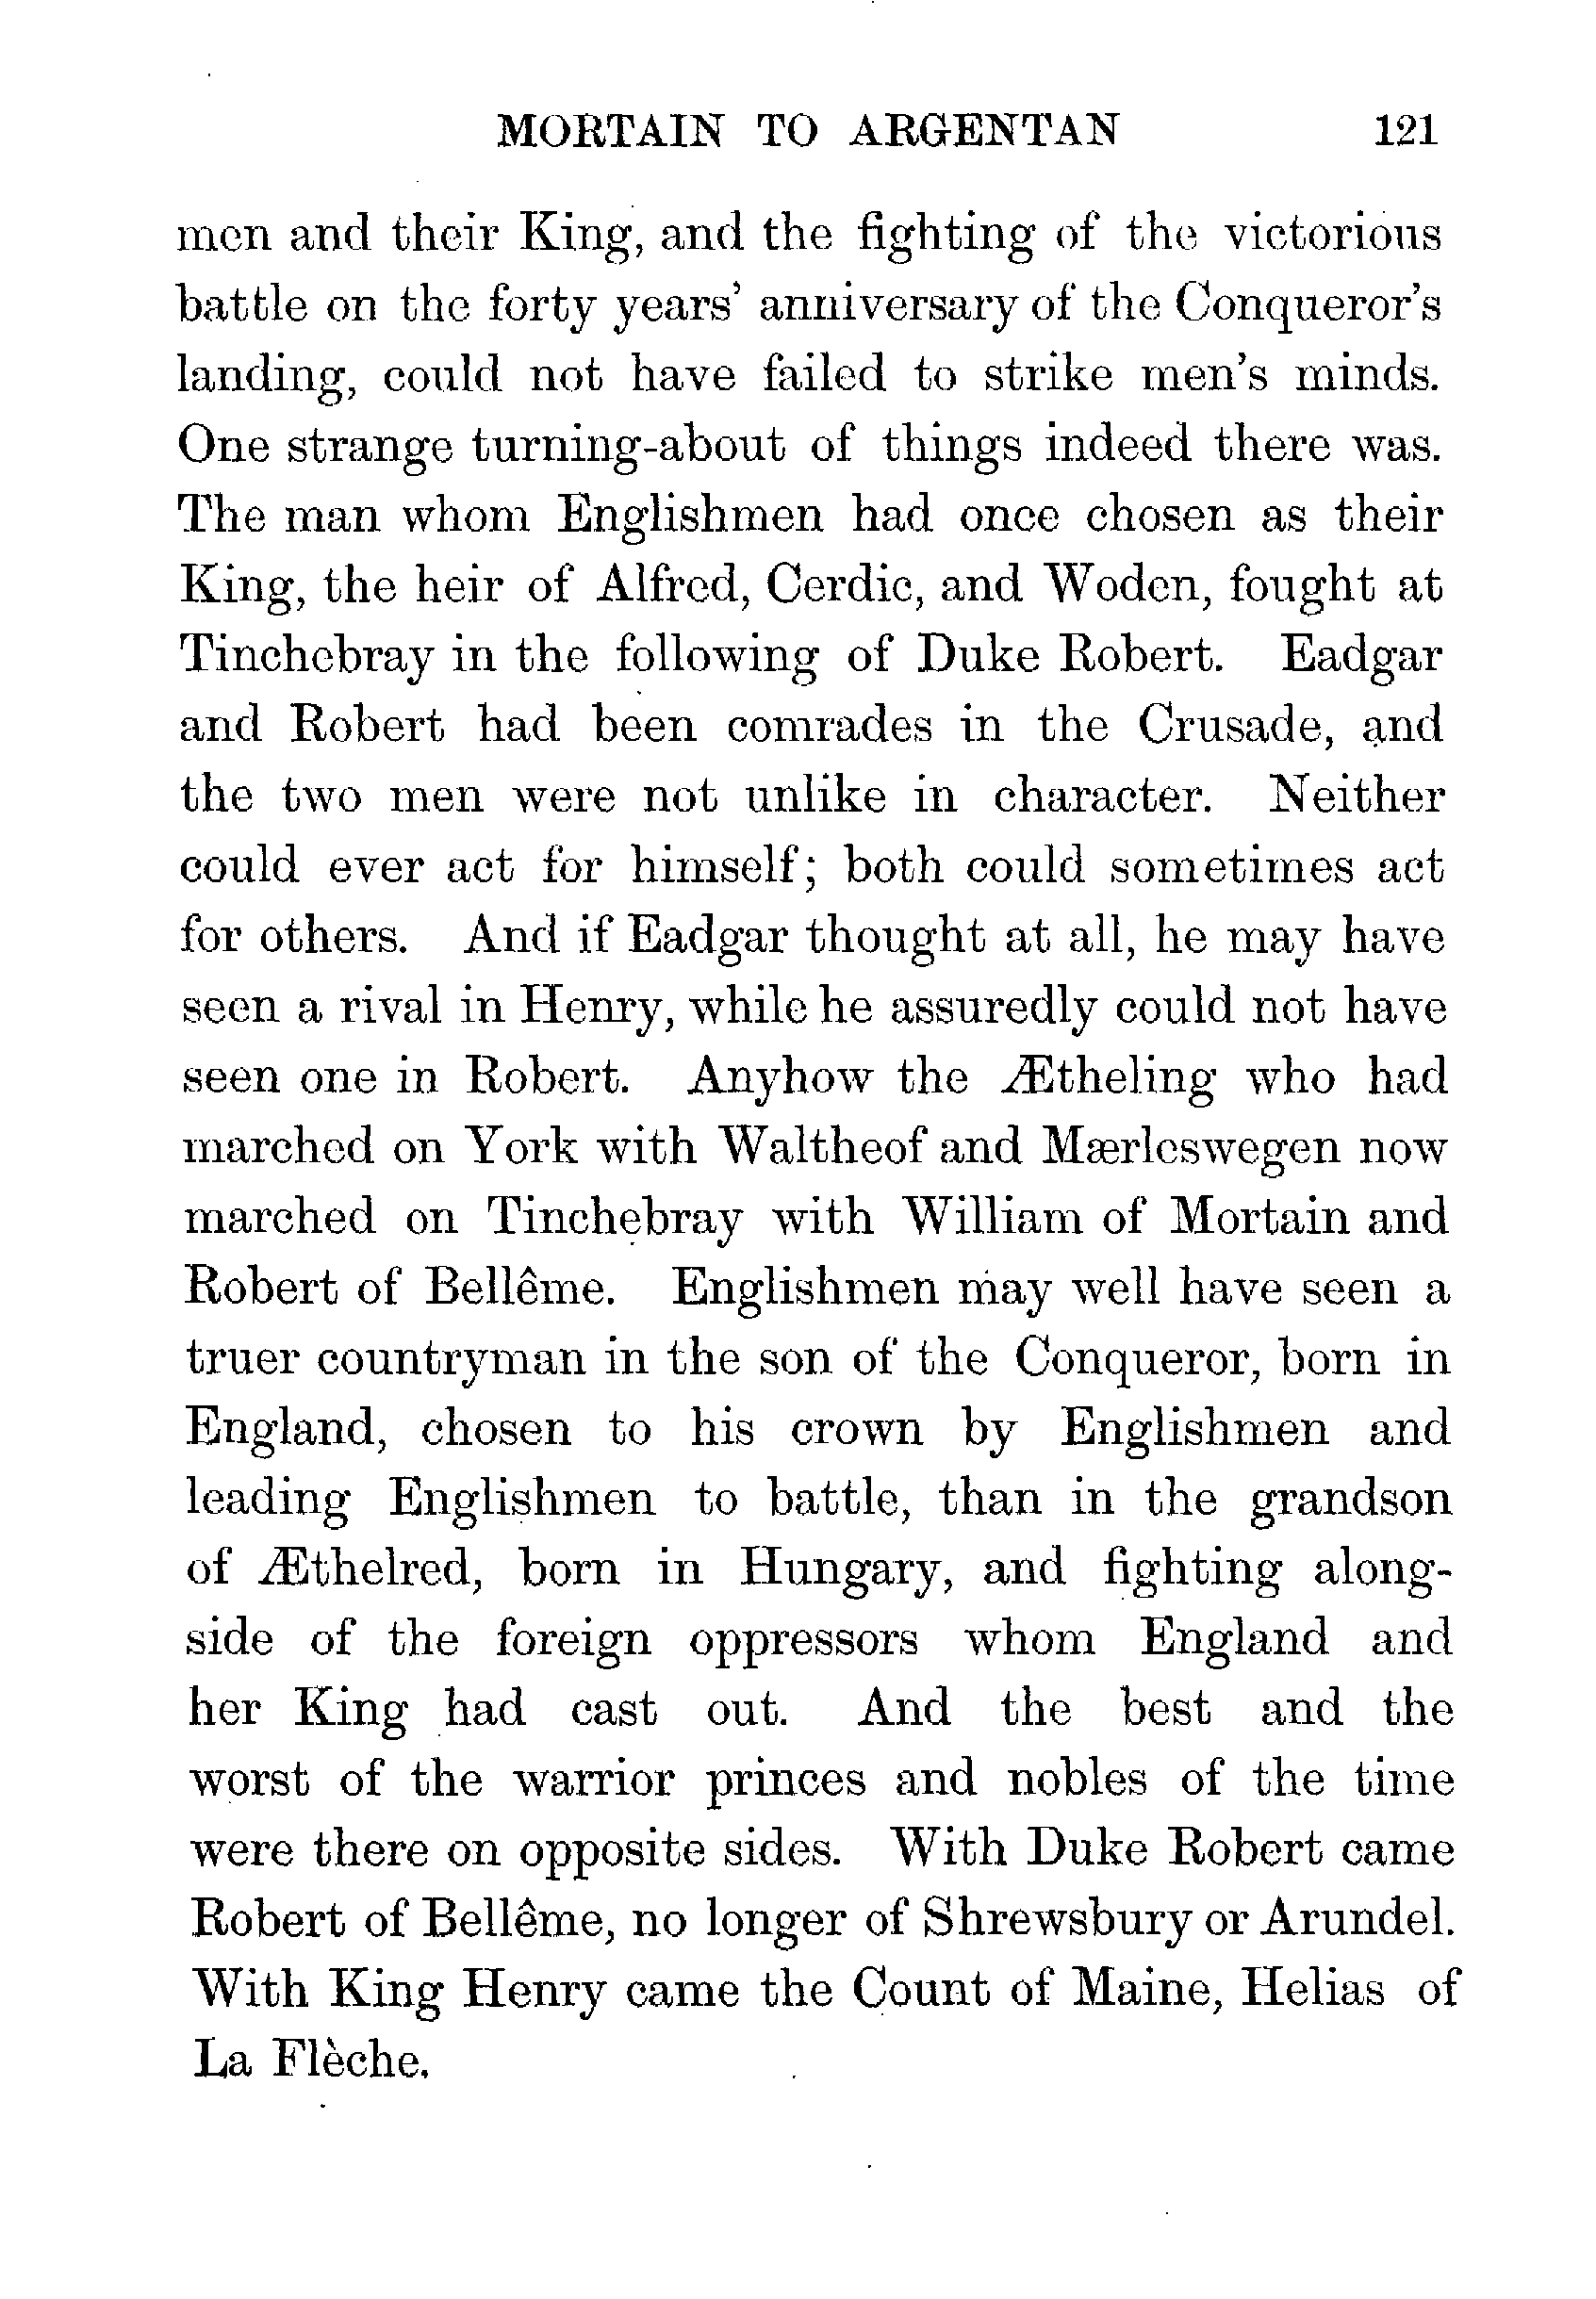 MORTAIN TO ARGENTAN 121
men and their King, and the fighting of the victorious
battle on the forty years' anniversary of the Conqueror's
landing, could not have failed to strike men's minds.
One strange turning-about of things indeed there was.
The man whom Englishmen had once chosen as their
King, the heir of Alfred, Cerdic, and Woden, fought at
Tinchebray in the following of Duke Robert. Eadgar
and Robert had been comrades in the Crusade, and
the two men were not unlike in character. Neither
could ever act for himself; both could sometimes act
for others. And if Eadgar thought at all, he may have
seen a rival in Henry, while he assuredly could not have
seen one in Robert. Anyhow the Ætheling who had
marched on York with Waltheof and Mærleswegen now
marched on Tinchebray with William of Mortain and
Robert of Bellême. Englishmen may well have seen a
truer countryman in the son of the Conqueror, born in
England, chosen to his crown by Englishmen and
leading Englishmen to battle, than in the grandson
of Æthelred, born in Hungary, and fighting along-
side of the foreign oppressors whom England and
her King had cast out. And the best and the
worst of the warrior princes and nobles of the time
were there on opposite sides. With Duke Robert came
Robert of Bellême, no longer of Shrewsbury or Arundel.
With King Henry came the Count of Maine, Helias of
La Flèche.